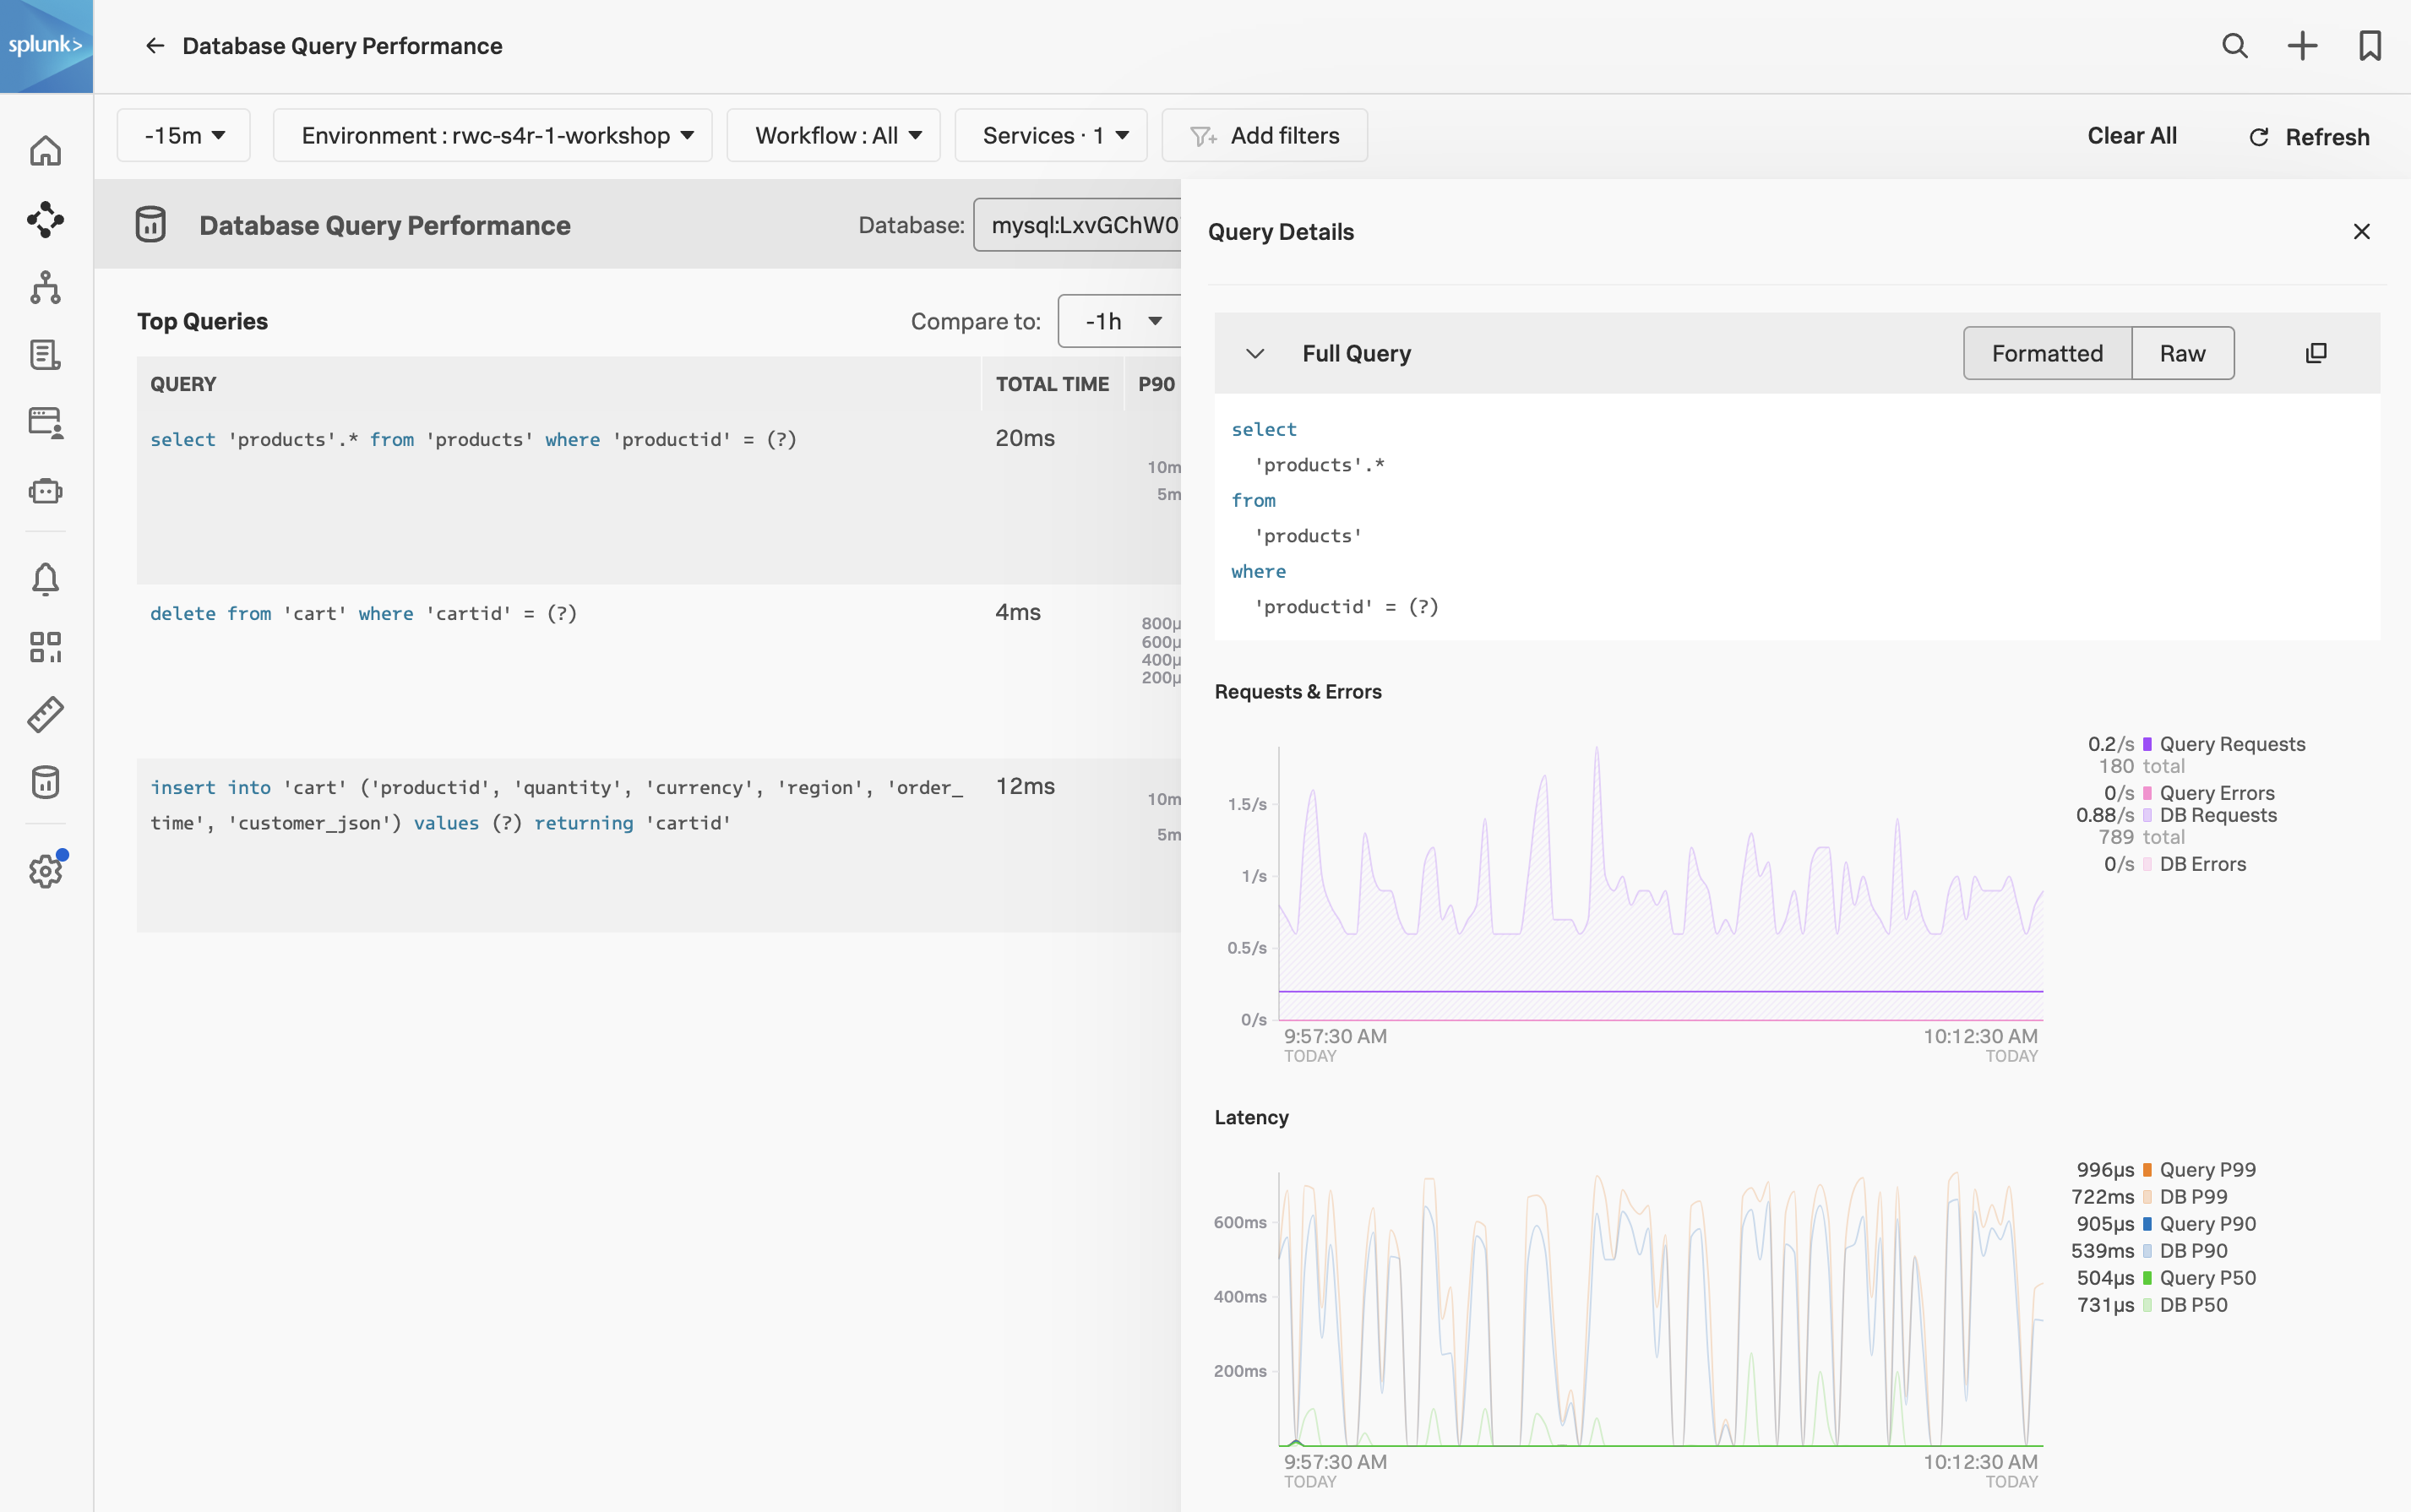 splunk>
Database Query Performance
-15m
Environment : rwc-s4r-1-workshop
Workflow : All
Services · 1
Add filters
Clear All
Refresh
Database Query Performance
Database:
mysql:LxvGChW0
Top Queries
Compare to:
-1h
QUERY
TOTAL TIME
P90
select 'products'.* from 'products' where 'productid' = (?)
20ms
10m
5m
delete from 'cart' where 'cartid' = (?)
4ms
800µ
600µ
400µ
200µ
insert into 'cart' ('productid', 'quantity', 'currency', 'region', 'order_
time', 'customer_json') values (?) returning 'cartid'
12ms
10m
5m
Query Details
Full Query
Formatted
Raw
select
'products'.*
from
'products'
where
'productid' = (?)
Requests & Errors
1.5/s
1/s
0.5/s
0/s
9:57:30 AM
TODAY
10:12:30 AM
TODAY
0.2/s Query Requests
180 total
0/s Query Errors
0.88/s DB Requests
789 total
0/s DB Errors
Latency
600ms
400ms
200ms
9:57:30 AM
TODAY
10:12:30 AM
TODAY
996µs Query P99
722ms DB P99
905µs Query P90
539ms DB P90
504µs Query P50
731µs DB P50